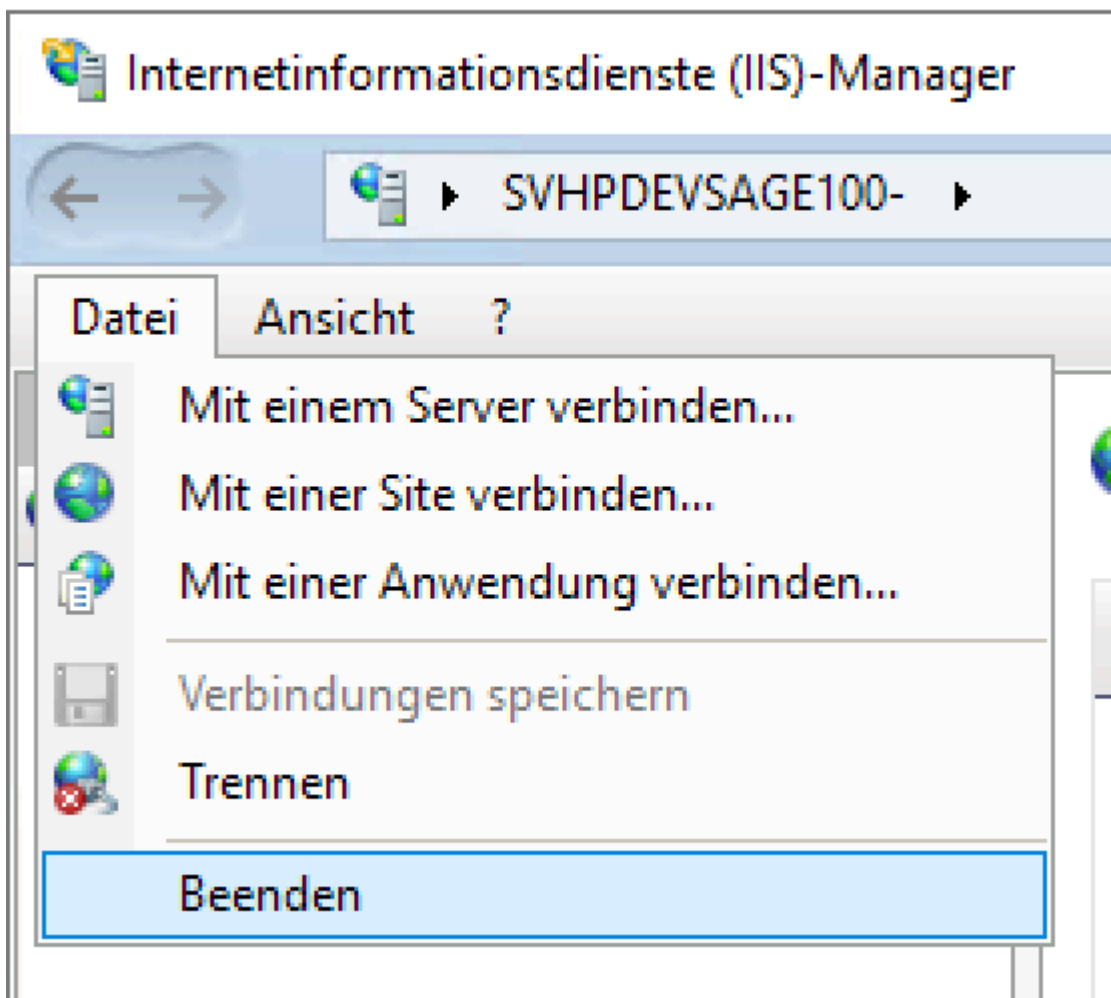 Internetinformationsdienste (IIS)-Manager
SVHPDEVSAGE100-
Datei Ansicht ?
Mit einem Server verbinden...
Mit einer Site verbinden...
Mit einer Anwendung verbinden...
Verbindungen speichern
Trennen
Beenden